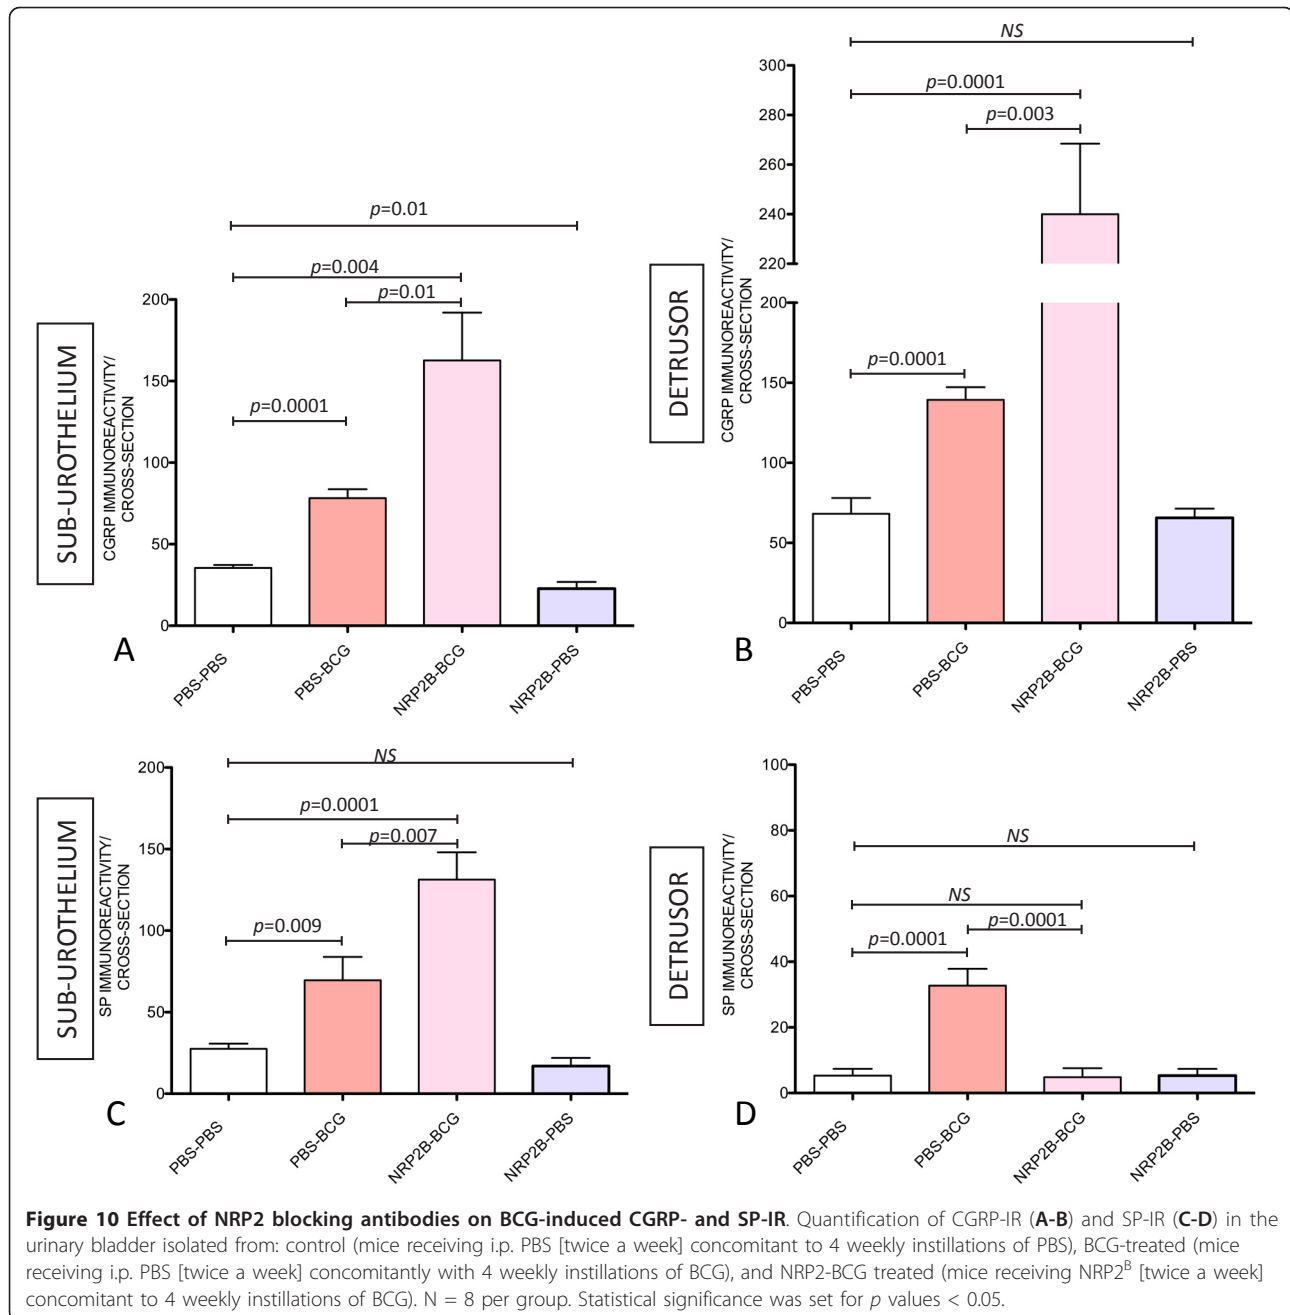 NS
p=0.01
p=0.004
p=0.01
p=0.0001
SUB-UROTHELIUM
CGRP IMMUNOREACTIVITY/
CROSS-SECTION
200
150
100
50
0
A
PBS-PBS
PBS-BCG
NRP2B-BCG
NRP2B-PBS
p=0.0001
p=0.003
p=0.0001
DETRUSOR
CGRP IMMUNOREACTIVITY/
CROSS-SECTION
300
280
260
240
220
200
150
100
50
0
B
PBS-PBS
PBS-BCG
NRP2B-BCG
NRP2B-PBS
NS
p=0.0001
p=0.007
p=0.009
SUB-UROTHELIUM
SP IMMUNOREACTIVITY/
CROSS-SECTION
200
150
100
50
0
C
PBS-PBS
PBS-BCG
NRP2B-BCG
NRP2B-PBS
NS
NS
p=0.0001
p=0.0001
DETRUSOR
SP IMMUNOREACTIVITY/
CROSS-SECTION
100
80
60
40
20
0
D
PBS-PBS
PBS-BCG
NRP2B-BCG
NRP2B-PBS
Figure 10 Effect of NRP2 blocking antibodies on BCG-induced CGRP- and SP-IR. Quantification of CGRP-IR (A-B) and SP-IR (C-D) in the
urinary bladder isolated from: control (mice receiving i.p. PBS [twice a week] concomitant to 4 weekly instillations of PBS), BCG-treated (mice
receiving i.p. PBS [twice a week] concomitantly with 4 weekly instillations of BCG), and NRP2-BCG treated (mice receiving NRP2ᴮ [twice a week]
concomitant to 4 weekly instillations of BCG). N = 8 per group. Statistical significance was set for p values < 0.05.